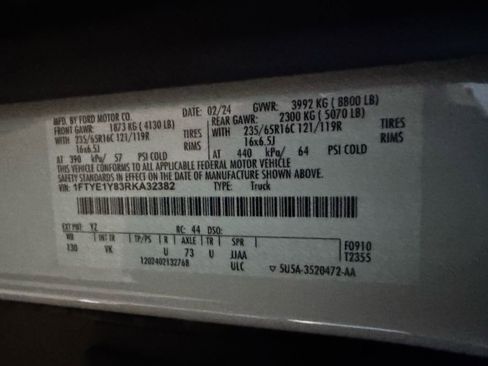 MFD. BY FORD MOTOR CO. DATE: 02/24 GVWR: 3992 KG ( 8800 LB)
FRONT GAWR: 1873 KG ( 4130 LB) REAR GAWR: 2300 KG ( 5070 LB)
WITH 235/65R16C 121/119R TIRES WITH 235/65R16C 121/119R TIRES
16x6.5J RIMS 16x6.5J RIMS
AT 390 kPa/ 57 PSI COLD AT 440 kPa/ 64 PSI COLD
THIS VEHICLE CONFORMS TO ALL APPLICABLE FEDERAL MOTOR VEHICLE
SAFETY STANDARDS IN EFFECT ON THE DATE OF MANUFACTURE SHOWN ABOVE.
1FTYE1Y83RKA32382 TYPE: Truck
EXT PNT: YZ RC: 44 DSO: F0910
WB INT TR TP/PS R AXLE TR SPR T2355
130 VK U 73 U JJAA
1202402132768 ULC 5U5A-3520472-AA